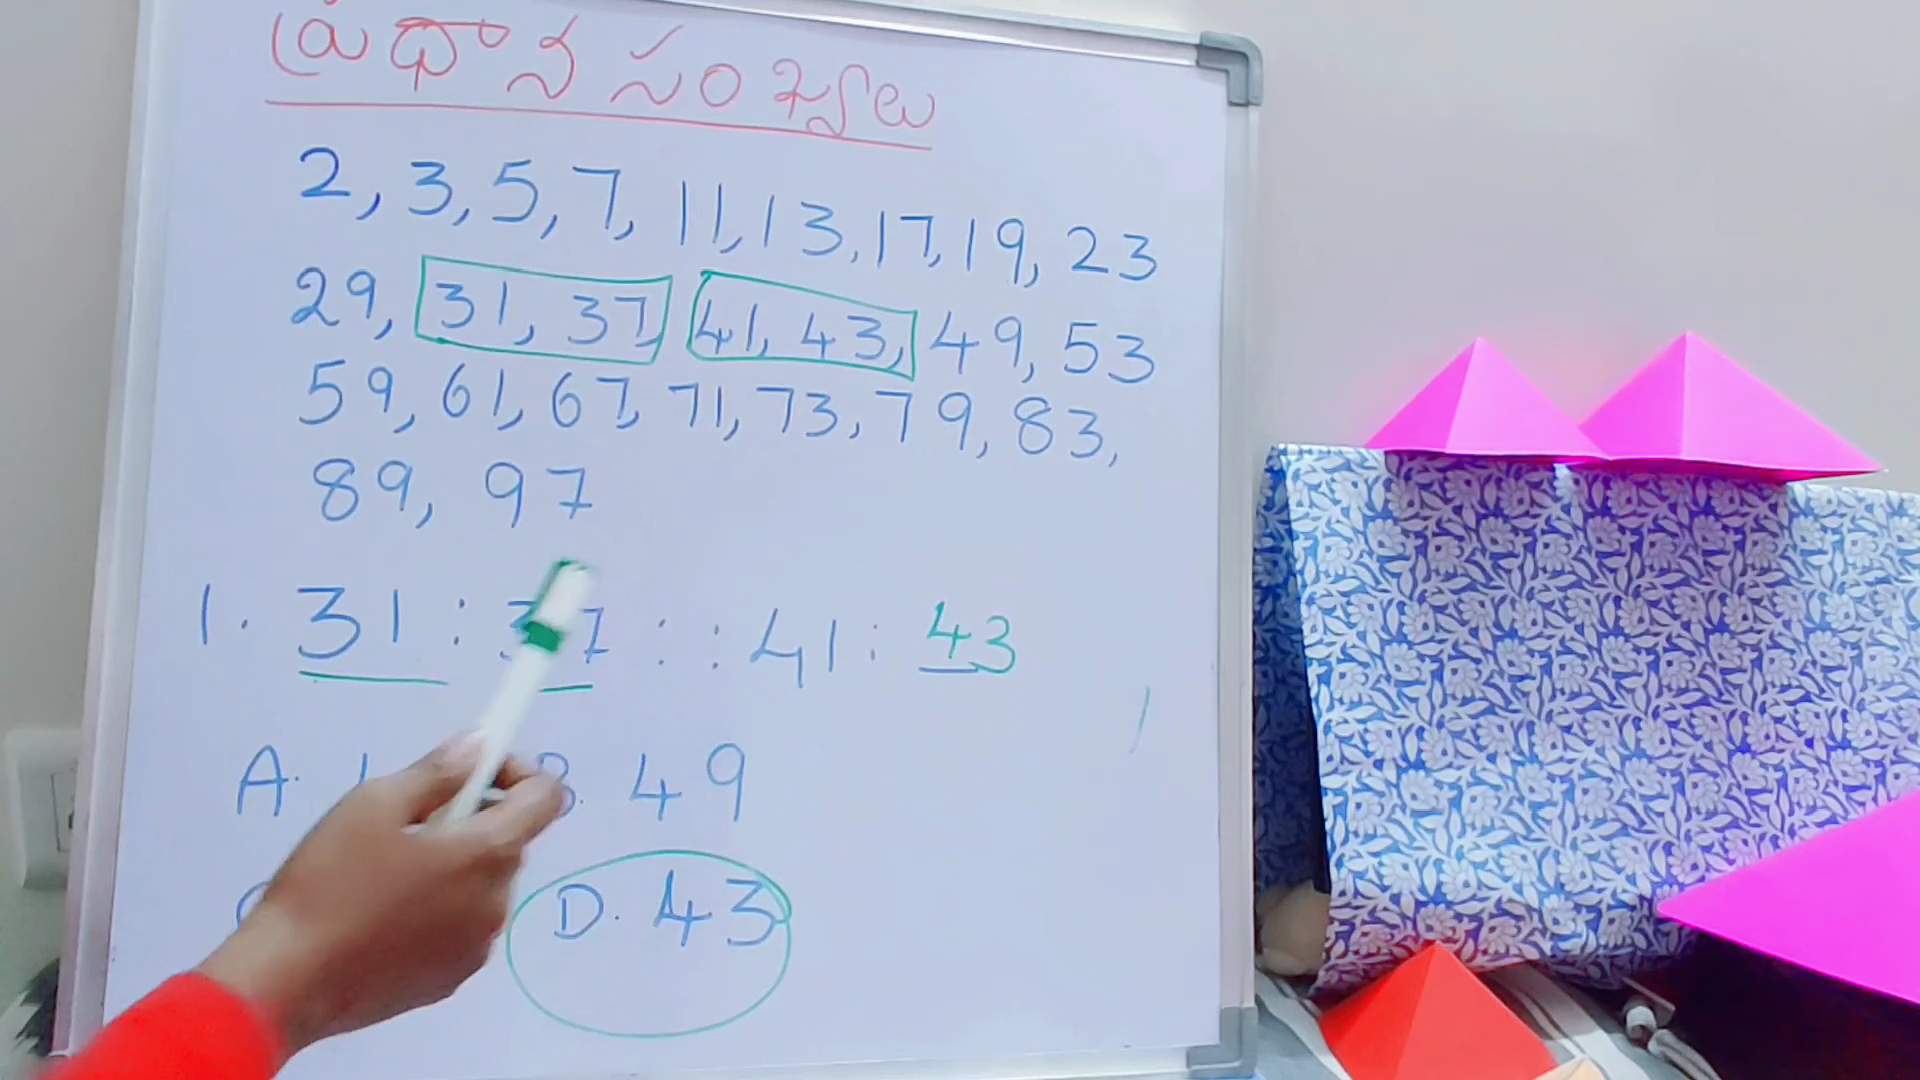 ప్రధాన సంఖ్యలు
2, 3, 5, 7, 11, 13, 17, 19, 23
29, 31, 37, 41, 43, 49, 53
59, 61, 67, 71, 73, 79, 83,
89, 97
1. 31 : 37 :: 41 : 43
A. B. 49
D. 43